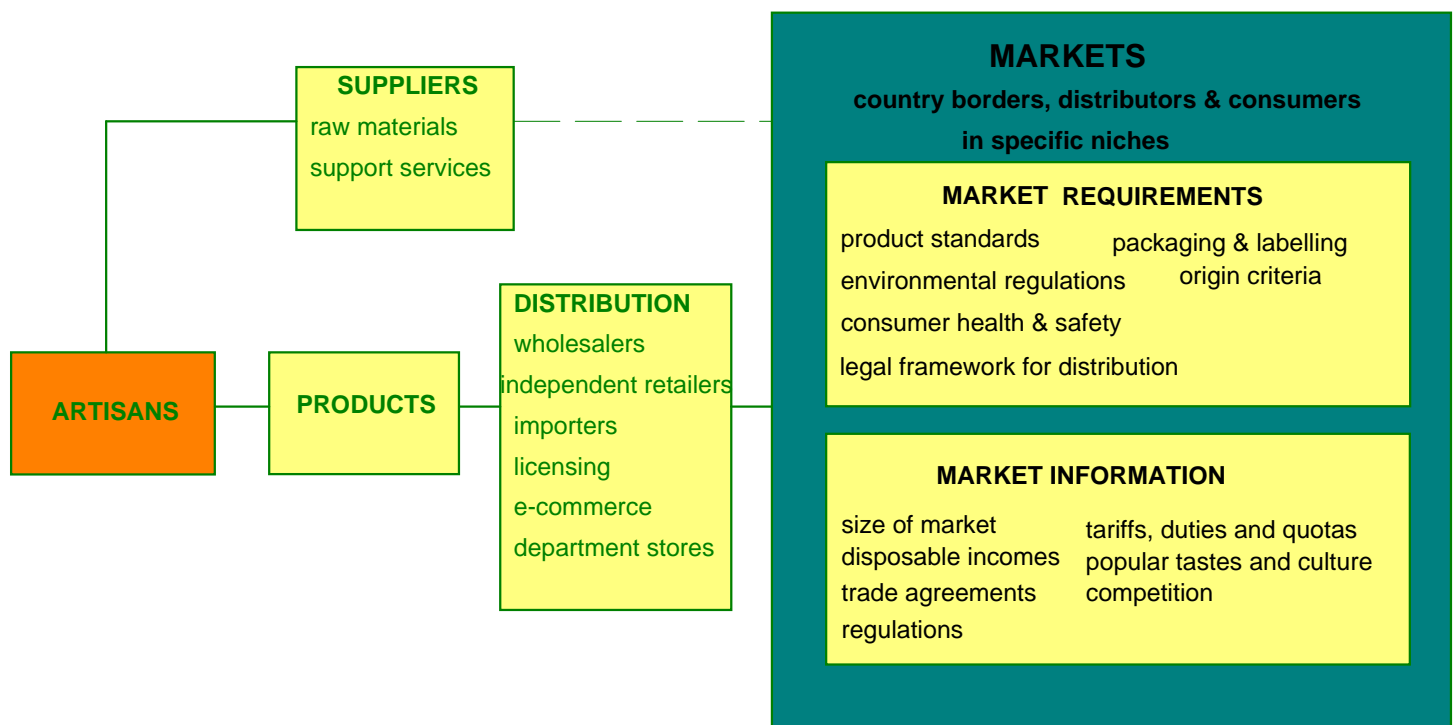 SUPPLIERS
raw materials
support services
ARTISANS
PRODUCTS
DISTRIBUTION
wholesalers
independent retailers
importers
licensing
e-commerce
department stores
MARKETS
country borders, distributors & consumers
in specific niches
MARKET REQUIREMENTS
product standards
environmental regulations
consumer health & safety
legal framework for distribution
packaging & labelling
origin criteria
MARKET INFORMATION
size of market
disposable incomes
trade agreements
regulations
tariffs, duties and quotas
popular tastes and culture
competition